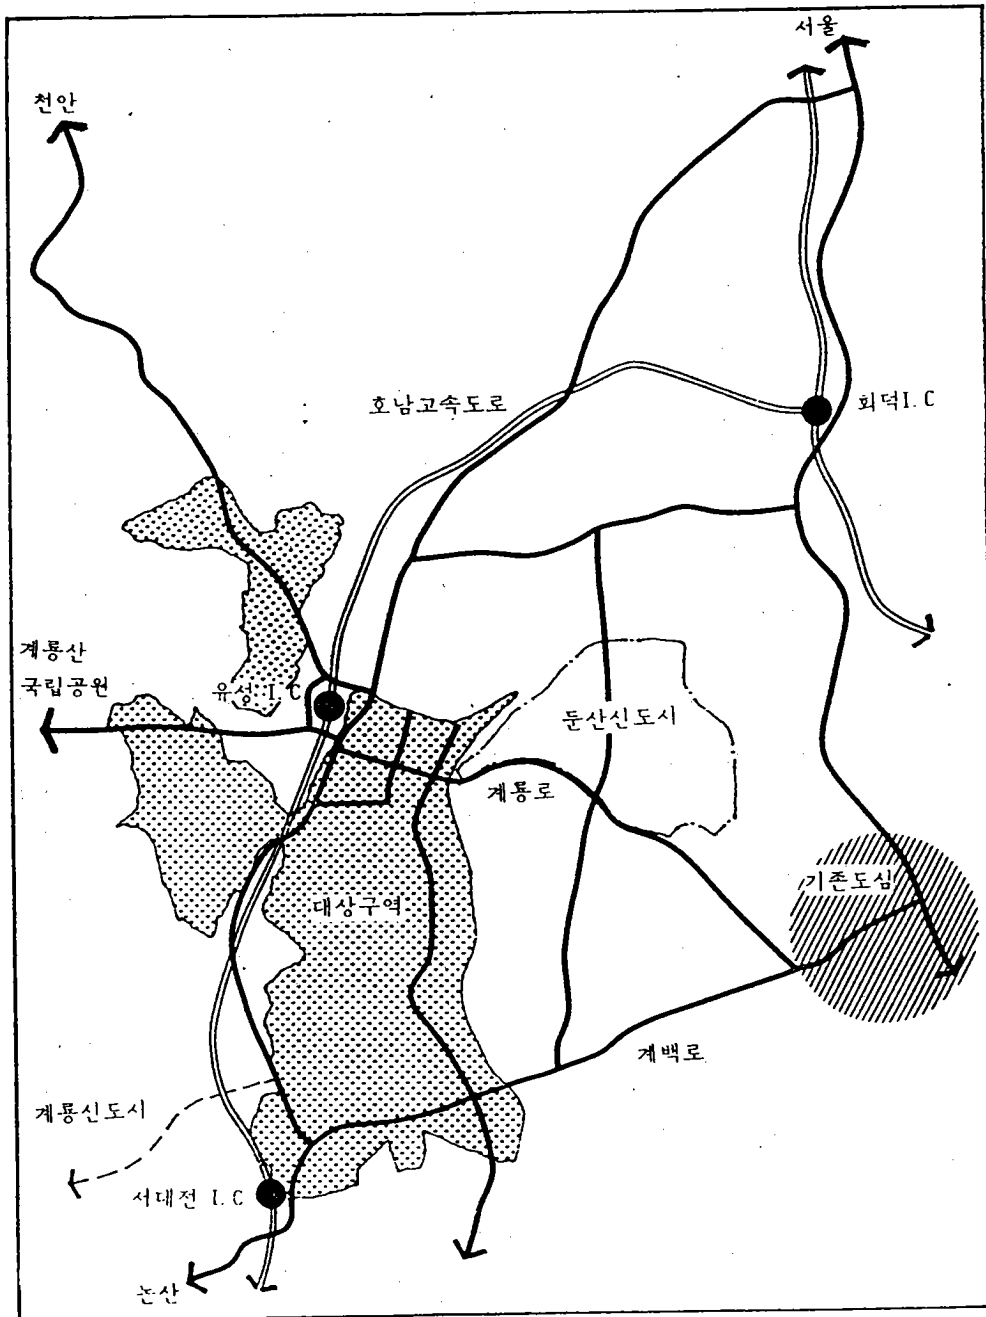 서울
천안
호남고속도로
회덕I.C
계룡산
국립공원
유성 I.C
둔산신도시
계룡로
기존도심
대상구역
계백로
계룡신도시
서대전 I.C
논산